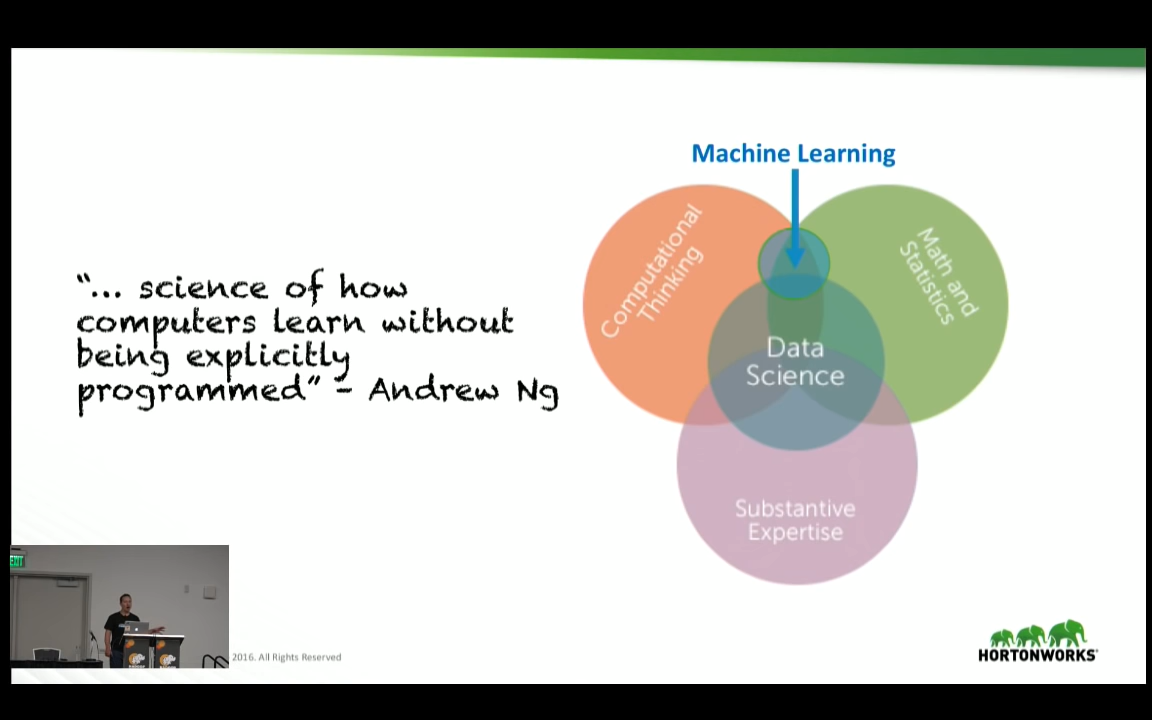 Machine Learning
Computational
Thinking
Math and
Statistics
“... science of how
computers learn without
being explicitly
programmed” – Andrew Ng
Data
Science
Substantive
Expertise
2016. All Rights Reserved
HORTONWORKS